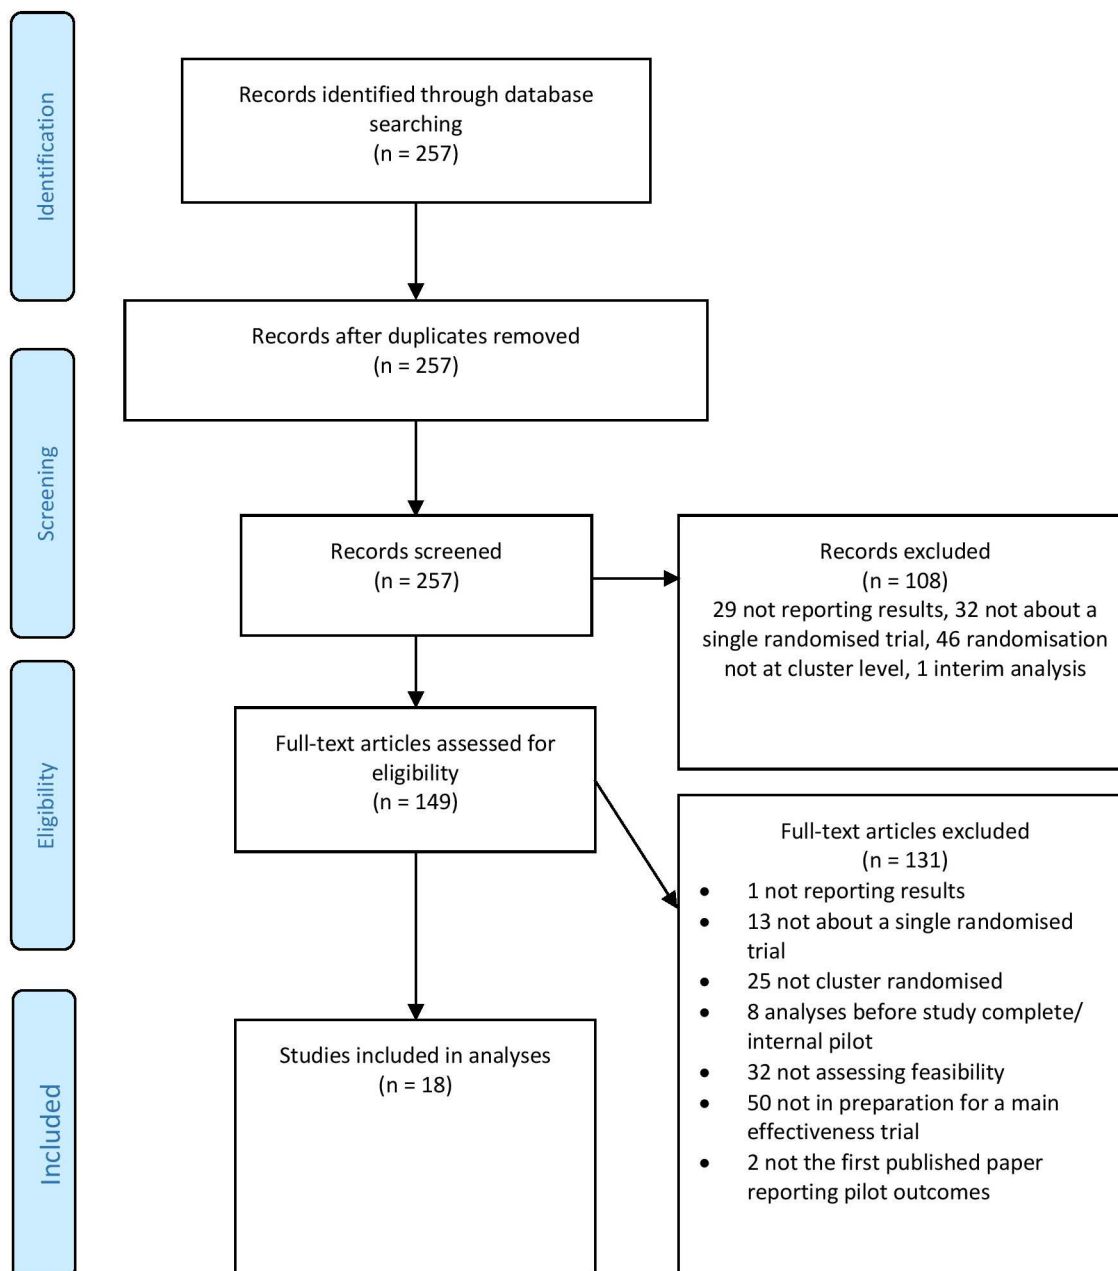 Identification
Records identified through database
searching
(n = 257)
Records after duplicates removed
(n = 257)
Screening
Records screened
(n = 257)
Records excluded
(n = 108)
29 not reporting results, 32 not about a
single randomised trial, 46 randomisation
not at cluster level, 1 interim analysis
Eligibility
Full-text articles assessed for
eligibility
(n = 149)
Full-text articles excluded
(n = 131)
• 1 not reporting results
• 13 not about a single randomised
trial
• 25 not cluster randomised
• 8 analyses before study complete/
internal pilot
• 32 not assessing feasibility
• 50 not in preparation for a main
effectiveness trial
• 2 not the first published paper
reporting pilot outcomes
Included
Studies included in analyses
(n = 18)